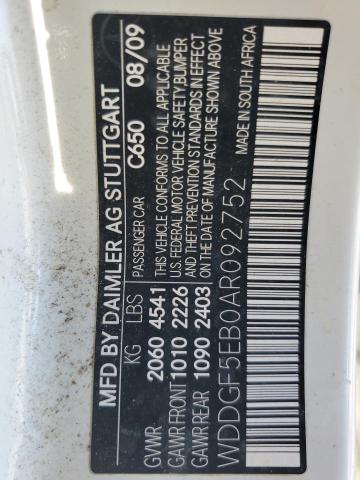 MFD BY DAIMLER AG STUTTGART
KG LBS PASSENGER CAR C650 08/09
GVWR 2060 4541 THIS VEHICLE CONFORMS TO ALL APPLICABLE
GAWR FRONT 1010 2226 U.S. FEDERAL MOTOR VEHICLE SAFETY, BUMPER
GAWR REAR 1090 2403 AND THEFT PREVENTION STANDARDS IN EFFECT
ON THE DATE OF MANUFACTURE SHOWN ABOVE
WDDGF5EB0AR092752
MADE IN SOUTH AFRICA